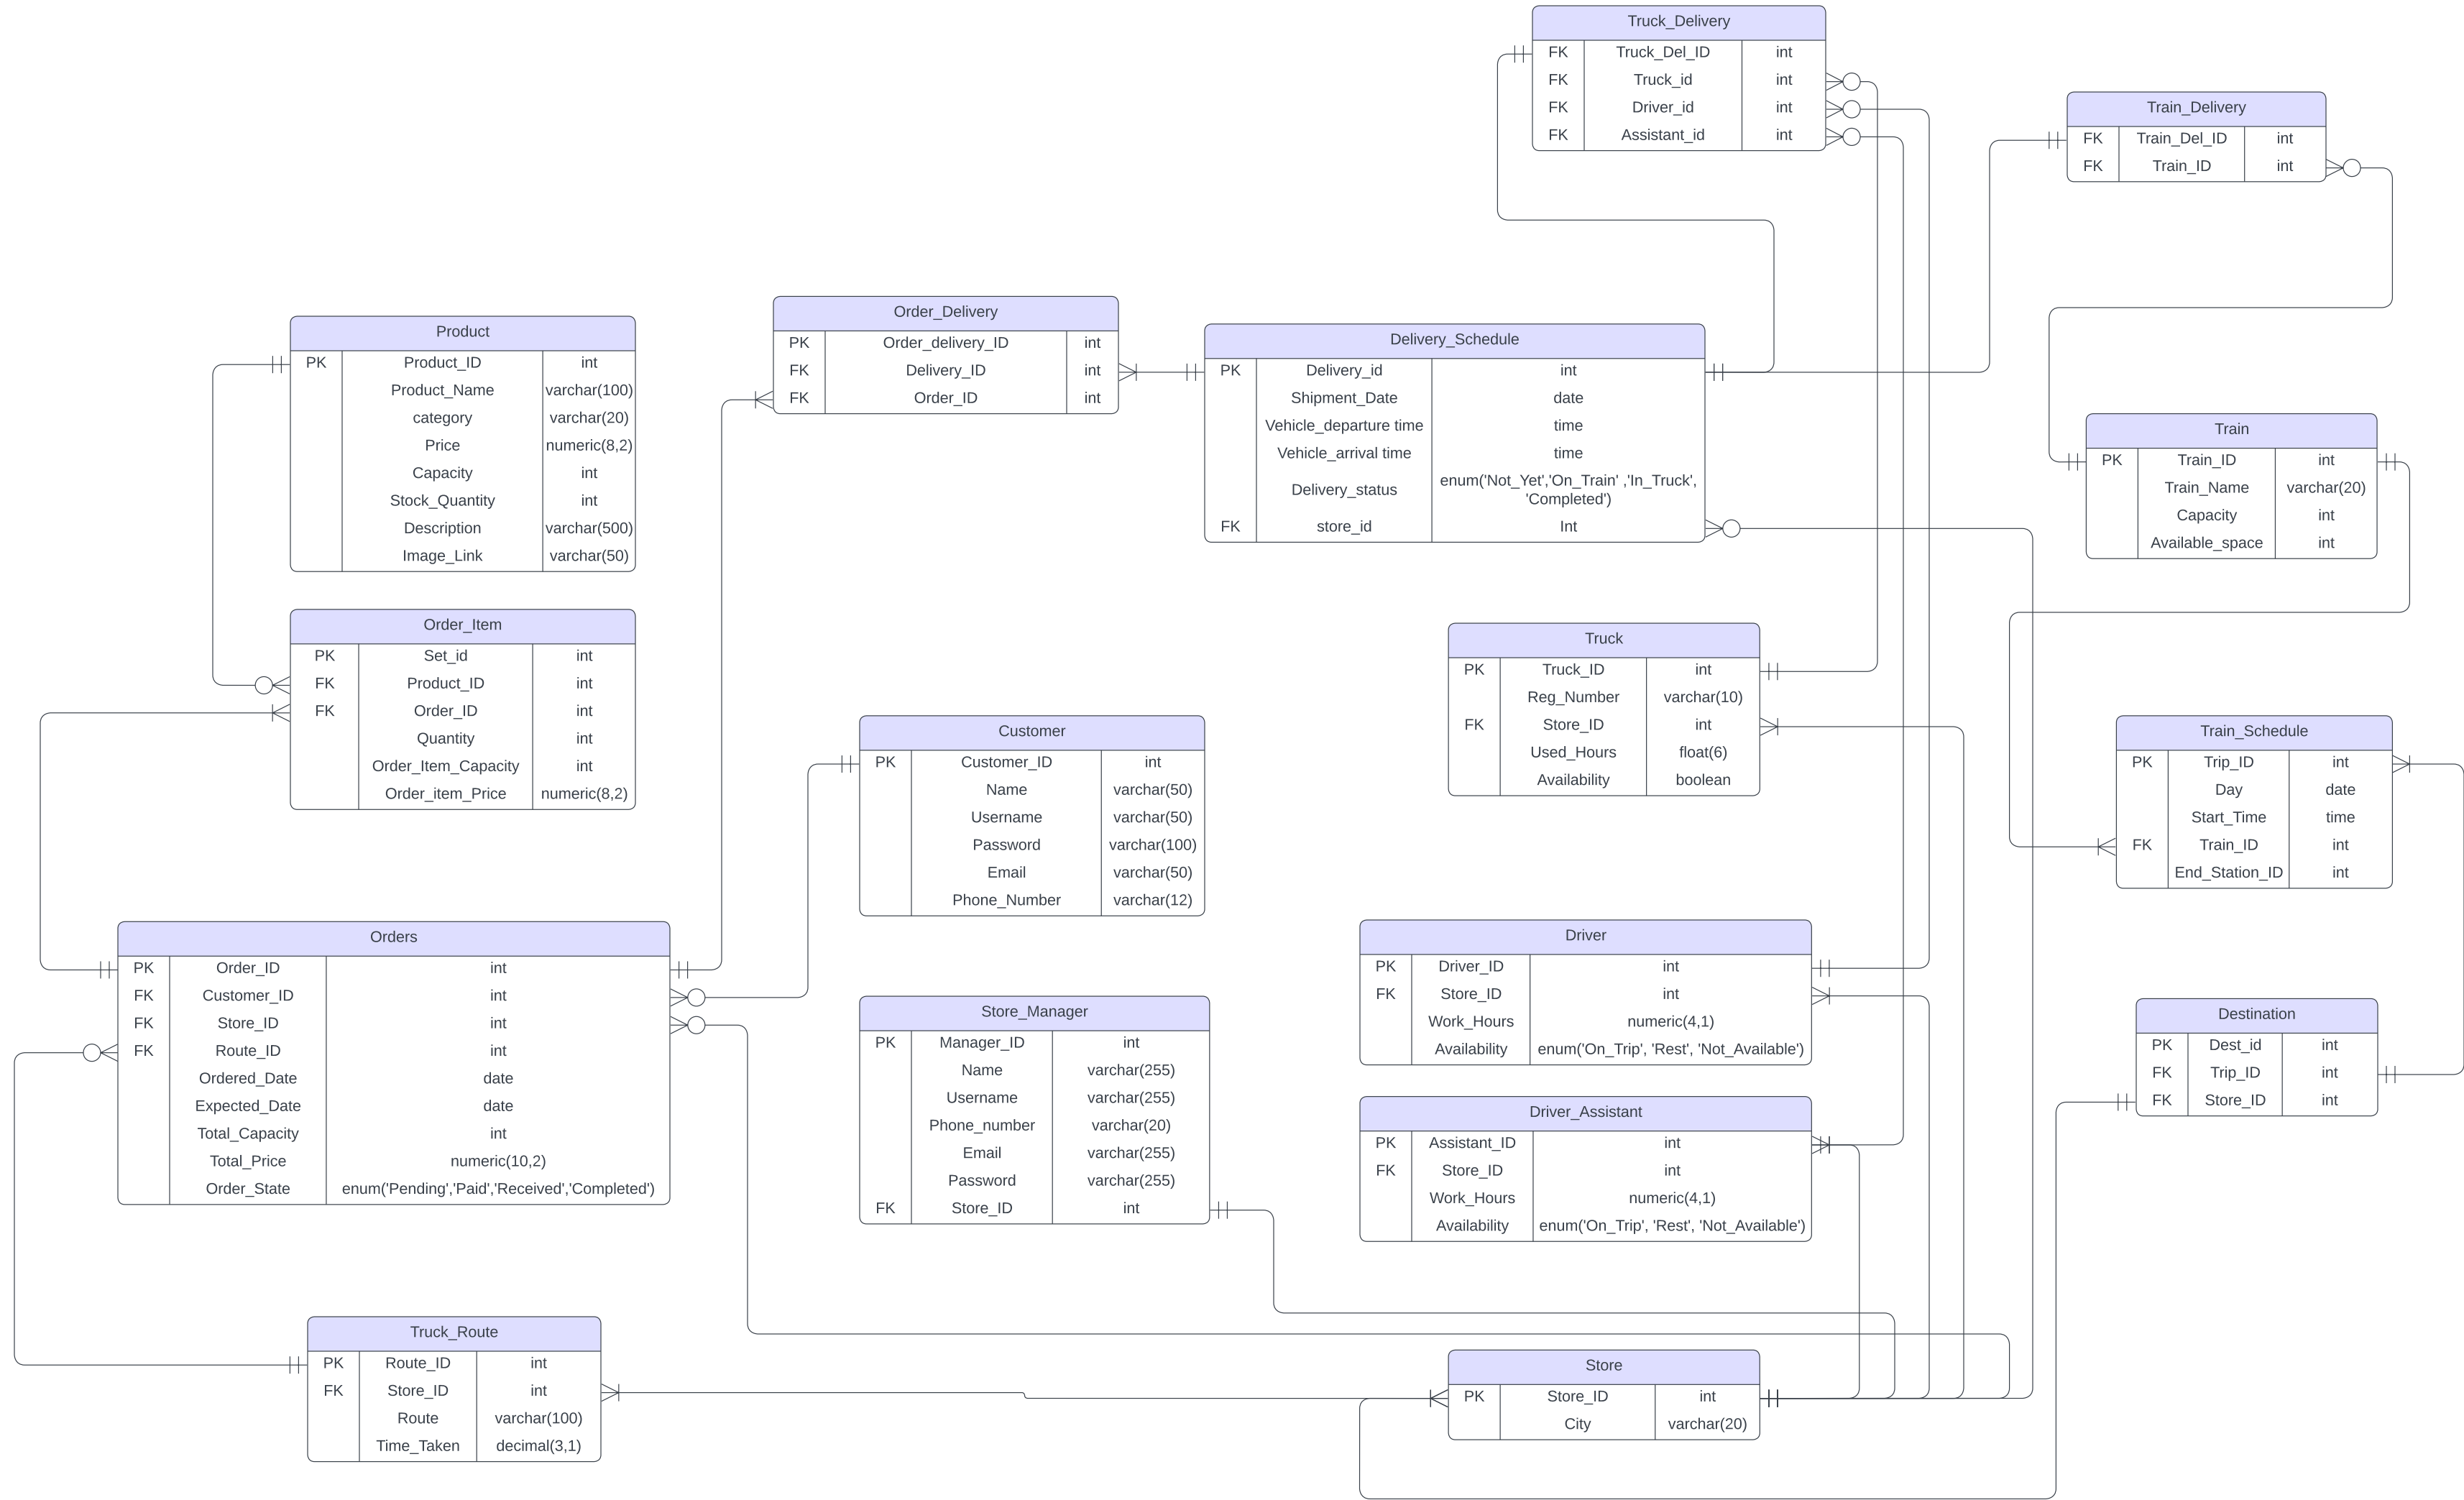 Truck_Delivery
FK Truck_Del_ID int
FK Truck_id int
FK Driver_id int
FK Assistant_id int
Train_Delivery
FK Train_Del_ID int
FK Train_ID int
Order_Delivery
PK Order_delivery_ID int
FK Delivery_ID int
FK Order_ID int
Product
PK Product_ID int
Product_Name varchar(100)
category varchar(20)
Price numeric(8,2)
Capacity int
Stock_Quantity int
Description varchar(500)
Image_Link varchar(50)
Delivery_Schedule
PK Delivery_id int
Shipment_Date date
Vehicle_departure time time
Vehicle_arrival time time
Delivery_status enum('Not_Yet','On_Train' ,'In_Truck',
'Completed')
FK store_id Int
Train
PK Train_ID int
Train_Name varchar(20)
Capacity int
Available_space int
Order_Item
PK Set_id int
FK Product_ID int
FK Order_ID int
Quantity int
Order_Item_Capacity int
Order_item_Price numeric(8,2)
Truck
PK Truck_ID int
Reg_Number varchar(10)
FK Store_ID int
Used_Hours float(6)
Availability boolean
Customer
PK Customer_ID int
Name varchar(50)
Username varchar(50)
Password varchar(100)
Email varchar(50)
Phone_Number varchar(12)
Train_Schedule
PK Trip_ID int
Day date
Start_Time time
FK Train_ID int
End_Station_ID int
Orders
PK Order_ID int
FK Customer_ID int
FK Store_ID int
FK Route_ID int
Ordered_Date date
Expected_Date date
Total_Capacity int
Total_Price numeric(10,2)
Order_State enum('Pending','Paid','Received','Completed')
Driver
PK Driver_ID int
FK Store_ID int
Work_Hours numeric(4,1)
Availability enum('On_Trip', 'Rest', 'Not_Available')
Store_Manager
PK Manager_ID int
Name varchar(255)
Username varchar(255)
Phone_number varchar(20)
Email varchar(255)
Password varchar(255)
FK Store_ID int
Destination
PK Dest_id int
FK Trip_ID int
FK Store_ID int
Driver_Assistant
PK Assistant_ID int
FK Store_ID int
Work_Hours numeric(4,1)
Availability enum('On_Trip', 'Rest', 'Not_Available')
Truck_Route
PK Route_ID int
FK Store_ID int
Route varchar(100)
Time_Taken decimal(3,1)
Store
PK Store_ID int
City varchar(20)